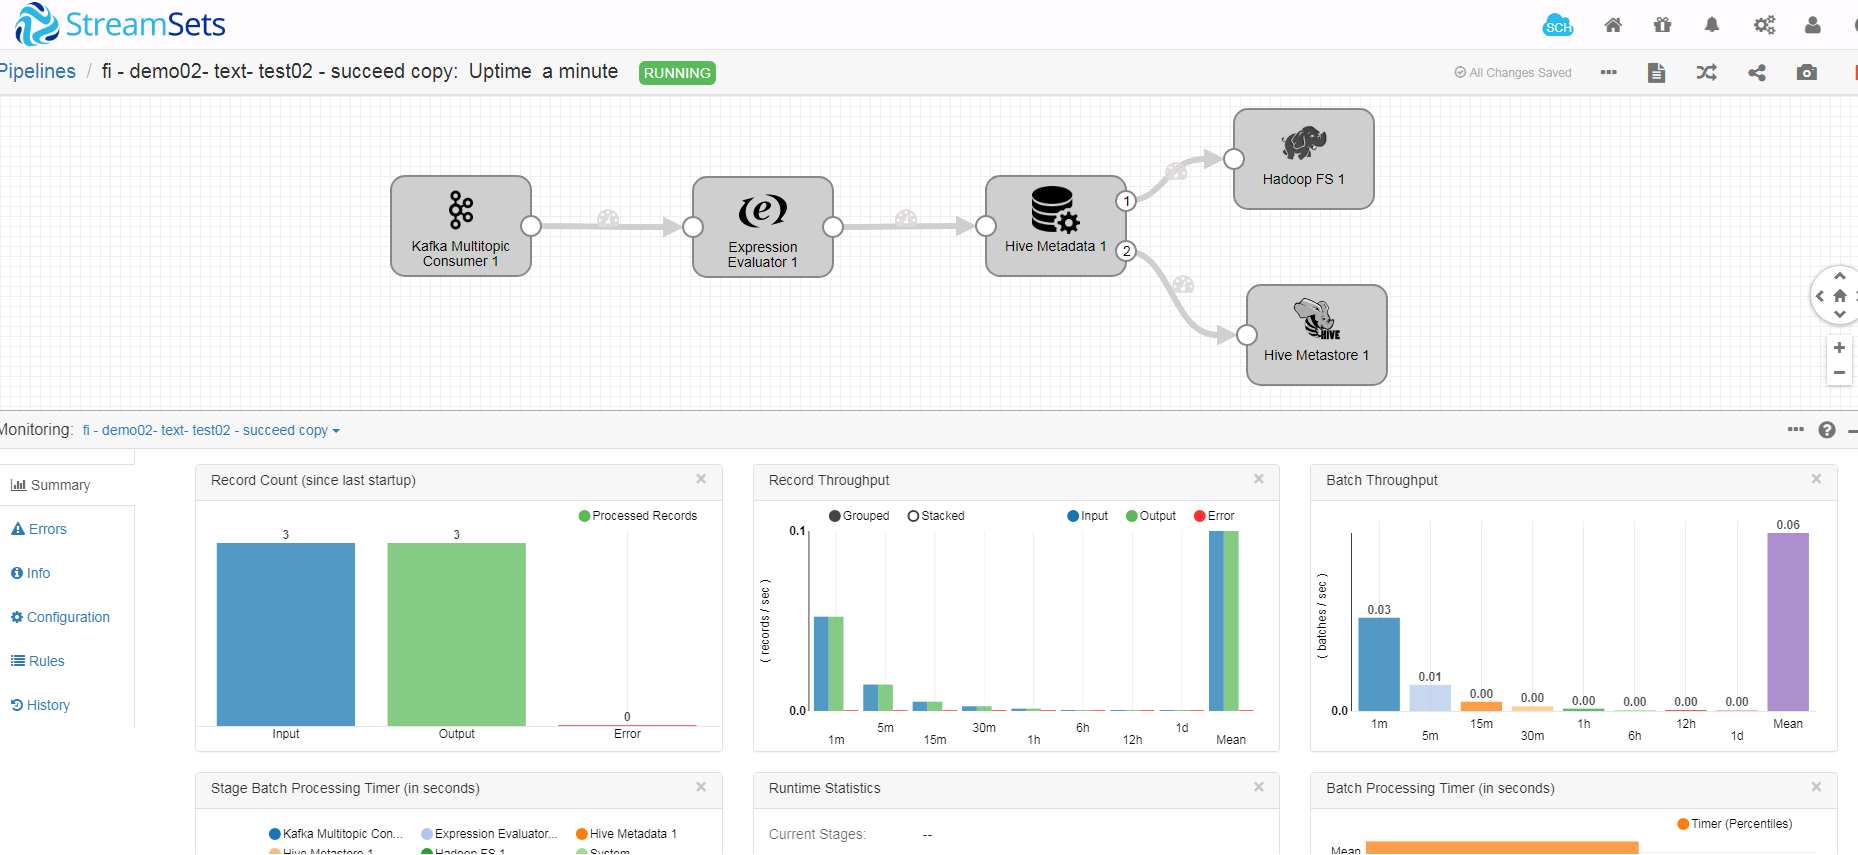 StreamSets
SCH
Pipelines / fi - demo02- text- test02 - succeed copy: Uptime a minute RUNNING
All Changes Saved
Hadoop FS 1
Kafka Multitopic
Consumer 1
Expression
Evaluator 1
Hive Metadata 1
1
2
HIVE
Hive Metastore 1
Monitoring: fi - demo02- text- test02 - succeed copy
Summary
Errors
Info
Configuration
Rules
History
Record Count (since last startup)
Processed Records
3
3
0
Input Output Error
Record Throughput
Grouped Stacked Input Output Error
0.1
( records / sec )
0.0
1m 5m 15m 30m 1h 6h 12h 1d Mean
Batch Throughput
( batches / sec )
0.03 0.01 0.00 0.00 0.00 0.00 0.00 0.00 0.06
0.0
1m 5m 15m 30m 1h 6h 12h 1d Mean
Stage Batch Processing Timer (in seconds)
Kafka Multitopic Con... Expression Evaluator... Hive Metadata 1
Hive Metastore 1 Hadoop FS 1 System
Runtime Statistics
Current Stages: --
Batch Processing Timer (in seconds)
Timer (Percentiles)
Mean